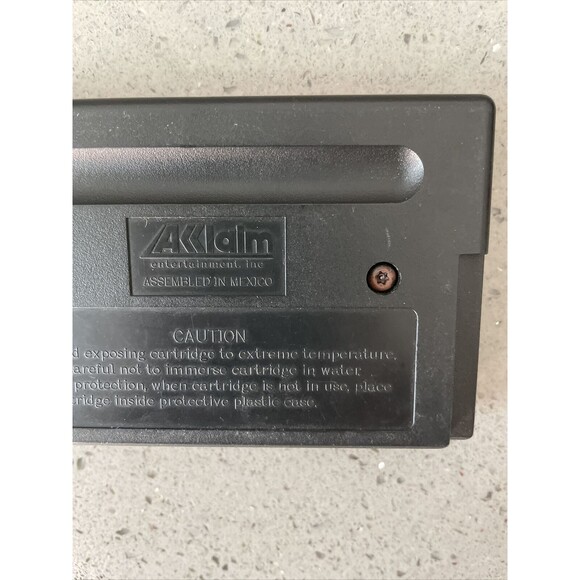 AKKlaim
entertainment, inc
ASSEMBLED IN MEXICO
CAUTION
exposing cartridge to extreme temperature,
careful not to immerse cartridge in water,
protection, when cartridge is not in use, place
inside protective plastic case.